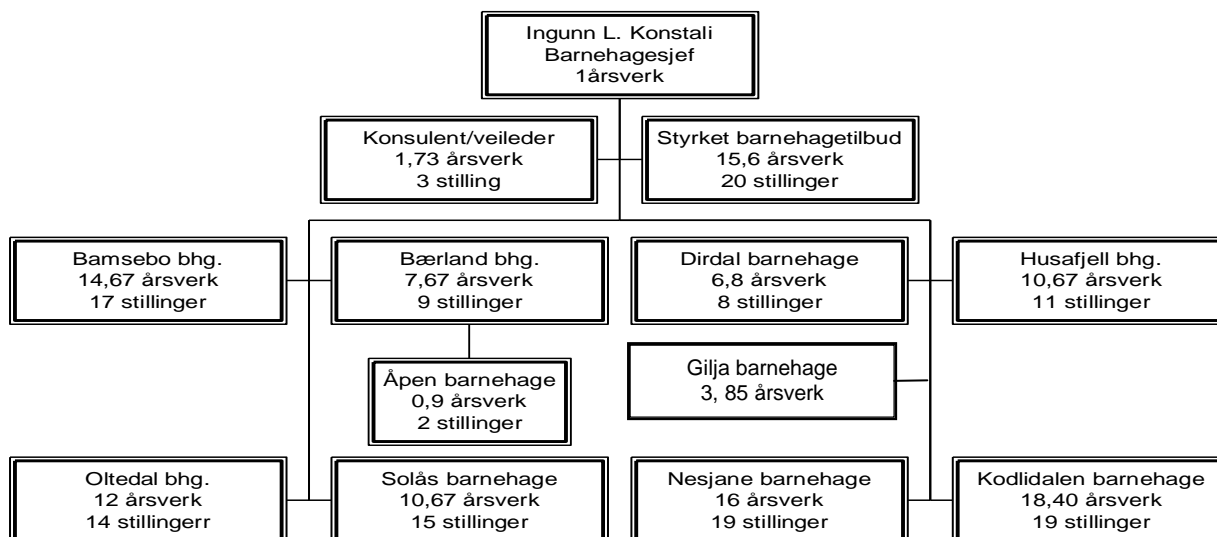 Ingunn L. Konstali
Barnehagesjef
1årsverk
Konsulent/veileder
1,73 årsverk
3 stilling
Styrket barnehagetilbud
15,6 årsverk
20 stillinger
Bamsebo bhg.
14,67 årsverk
17 stillinger
Bærland bhg.
7,67 årsverk
9 stillinger
Dirdal barnehage
6,8 årsverk
8 stillinger
Husafjell bhg.
10,67 årsverk
11 stillinger
Åpen barnehage
0,9 årsverk
2 stillinger
Gilja barnehage
3, 85 årsverk
Oltedal bhg.
12 årsverk
14 stillingerr
Solås barnehage
10,67 årsverk
15 stillinger
Nesjane barnehage
16 årsverk
19 stillinger
Kodlidalen barnehage
18,40 årsverk
19 stillinger